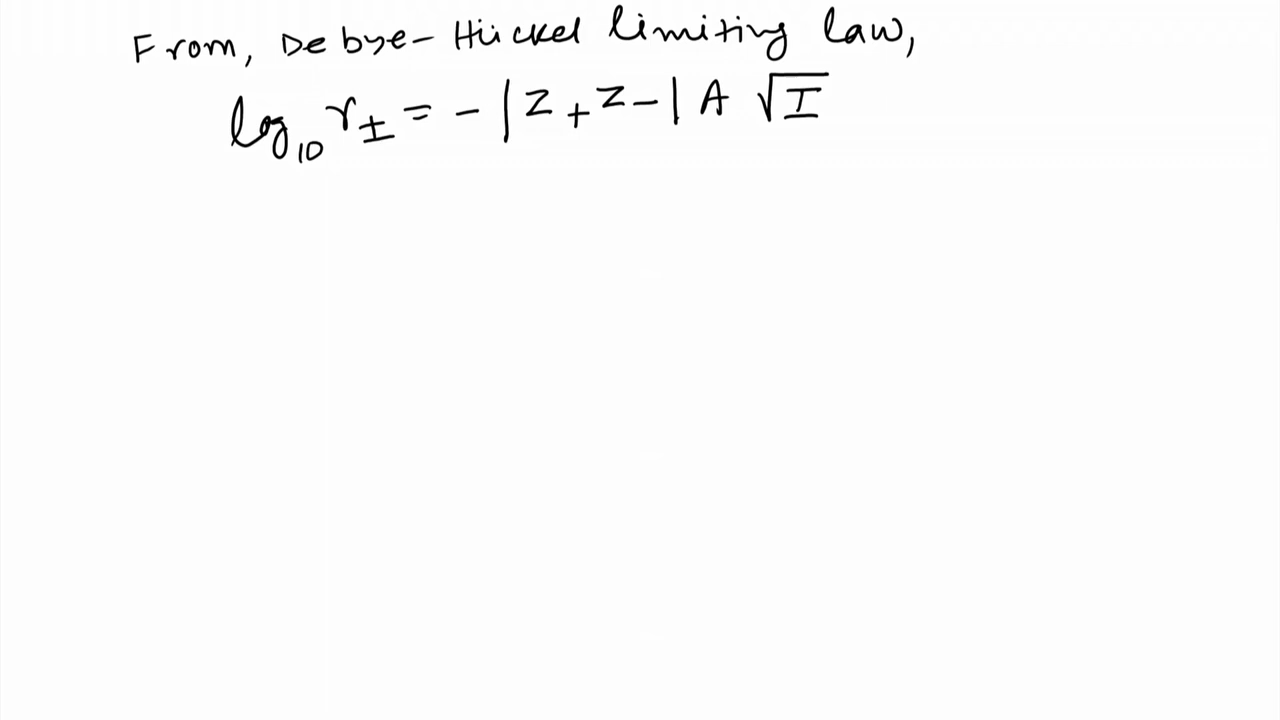 From, Debye-Hückel limiting law,
log₁₀ γ± = - |Z₊Z₋| A √I